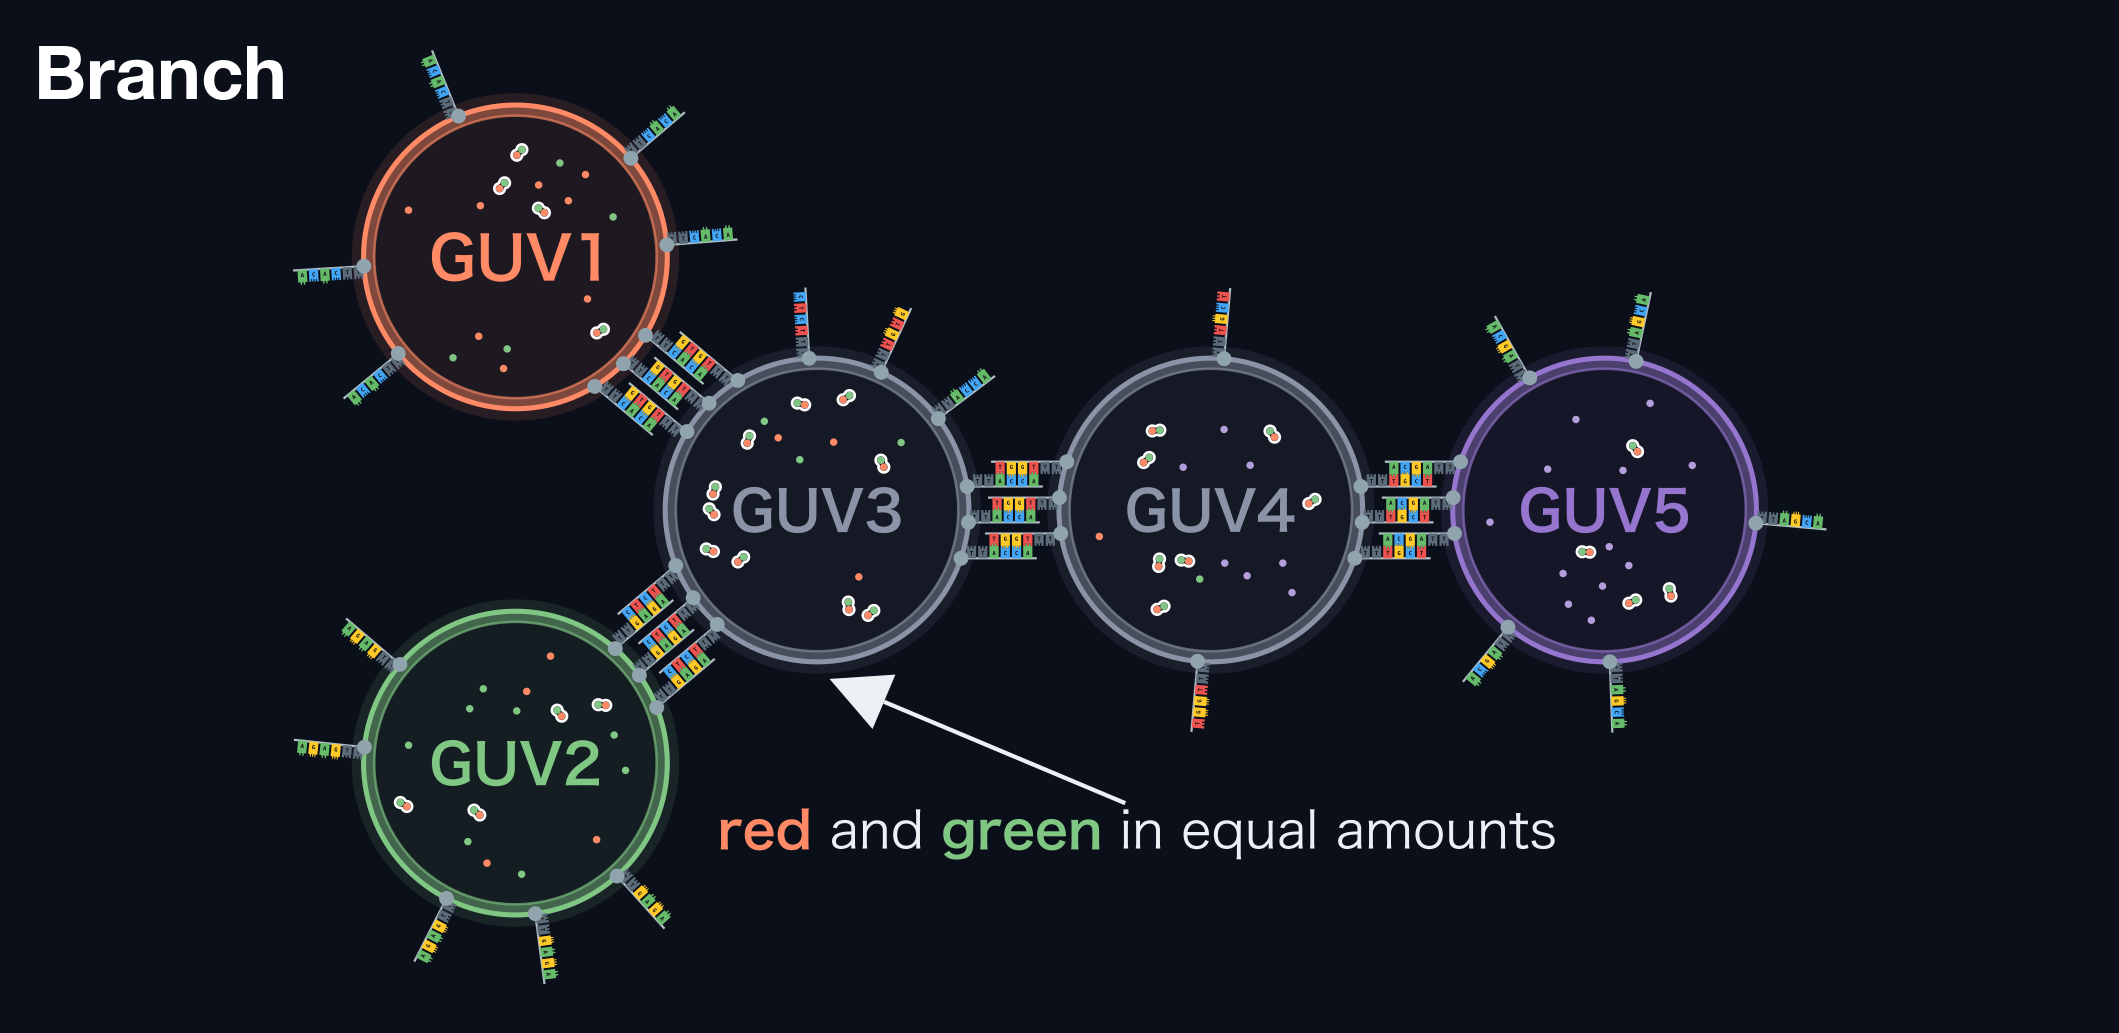 Branch
GUV1
GUV3
GUV4
GUV5
GUV2
red and green in equal amounts